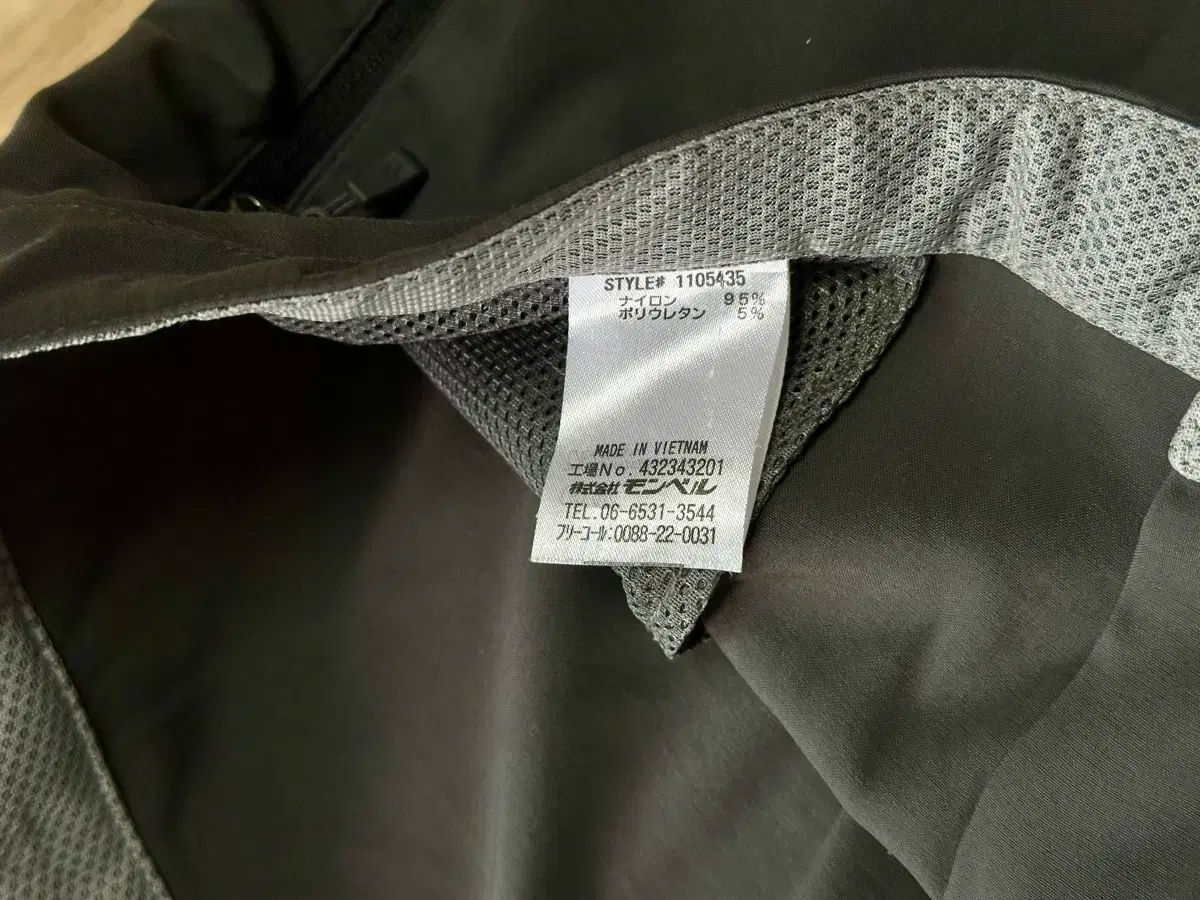 STYLE# 1105435
ナイロン 95%
ポリウレタン 5%
MADE IN VIETNAM
工場No. 432343201
株式会社 モンベル
TEL.06-6531-3544
フリーコール:0088-22-0031